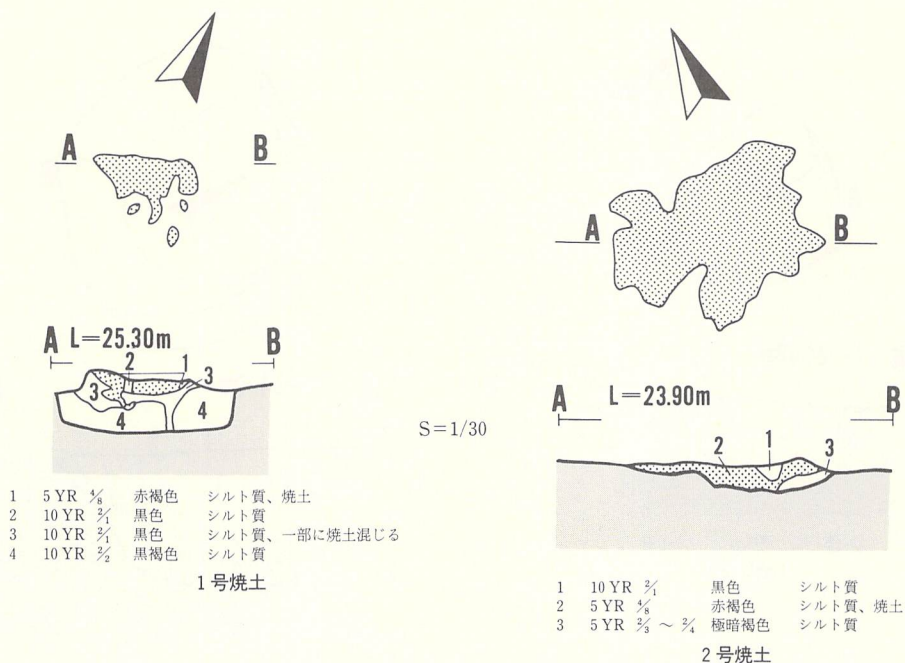 A B
A L=25.30m B
2 1 3
3 4 4
1 5YR 4/8 赤褐色 シルト質、焼土
2 10YR 2/1 黒色 シルト質
3 10YR 2/1 黒色 シルト質、一部に焼土混じる
4 10YR 2/2 黒褐色 シルト質
1号焼土
S=1/30
A B
A L=23.90m B
2 1 3
1 10YR 2/1 黒色 シルト質
2 5YR 4/8 赤褐色 シルト質、焼土
3 5YR 2/3 ～ 2/4 極暗褐色 シルト質
2号焼土